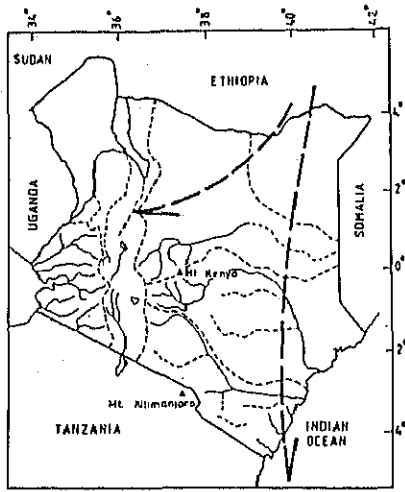 34°
36°
38°
40°
42°
SUDAN
ETHIOPIA
4°
UGANDA
2°
SOMALIA
Mt Kenya
0°
2°
Mt Kilimanjaro
4°
TANZANIA
INDIAN
OCEAN